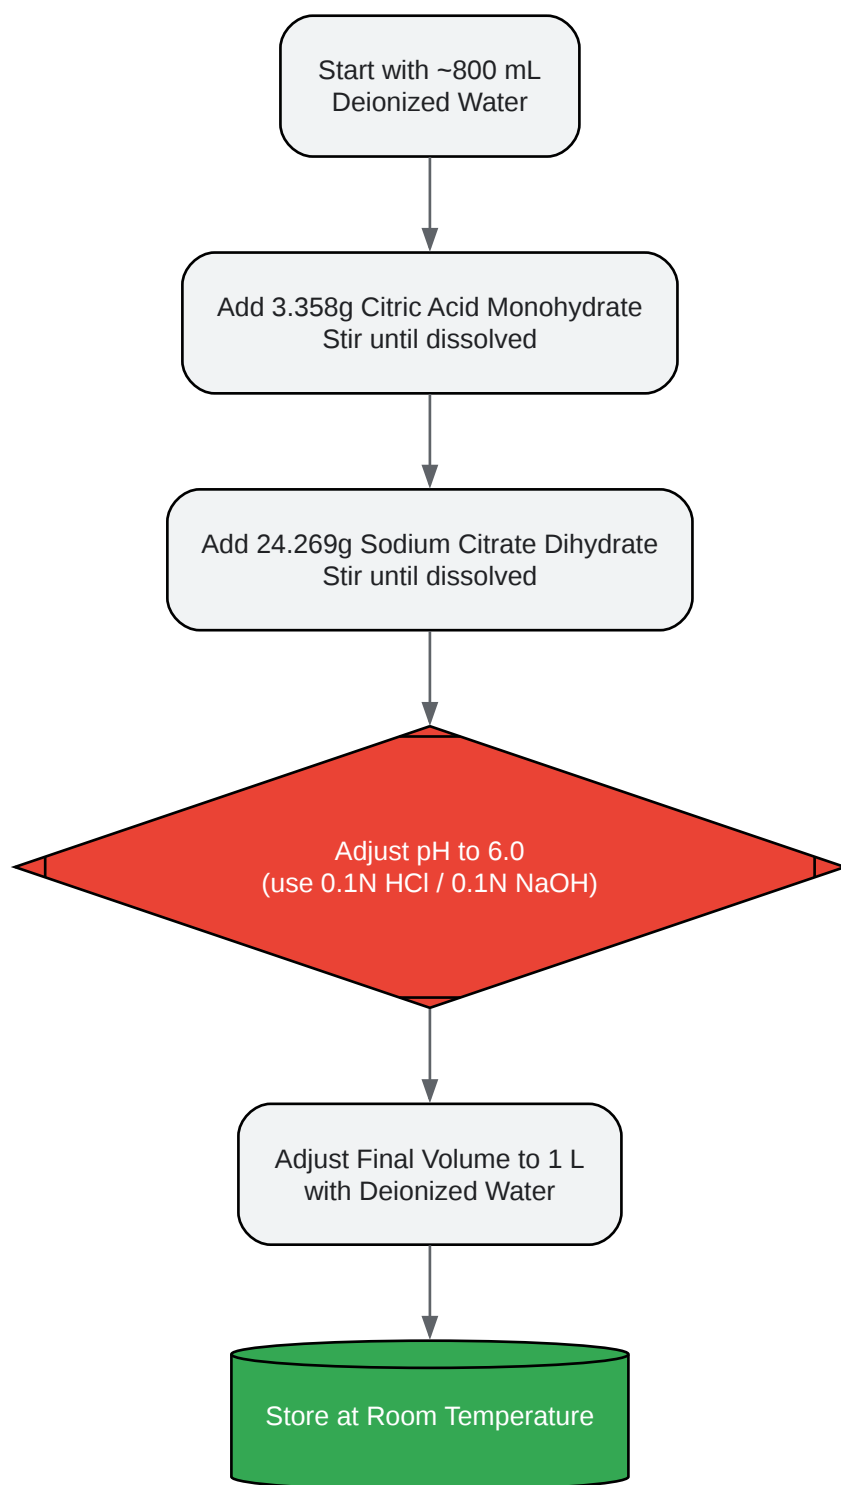 Start with ~800 mL
Deionized Water
Add 3.358g Citric Acid Monohydrate
Stir until dissolved
Add 24.269g Sodium Citrate Dihydrate
Stir until dissolved
Adjust pH to 6.0
(use 0.1N HCl / 0.1N NaOH)
Adjust Final Volume to 1 L
with Deionized Water
Store at Room Temperature